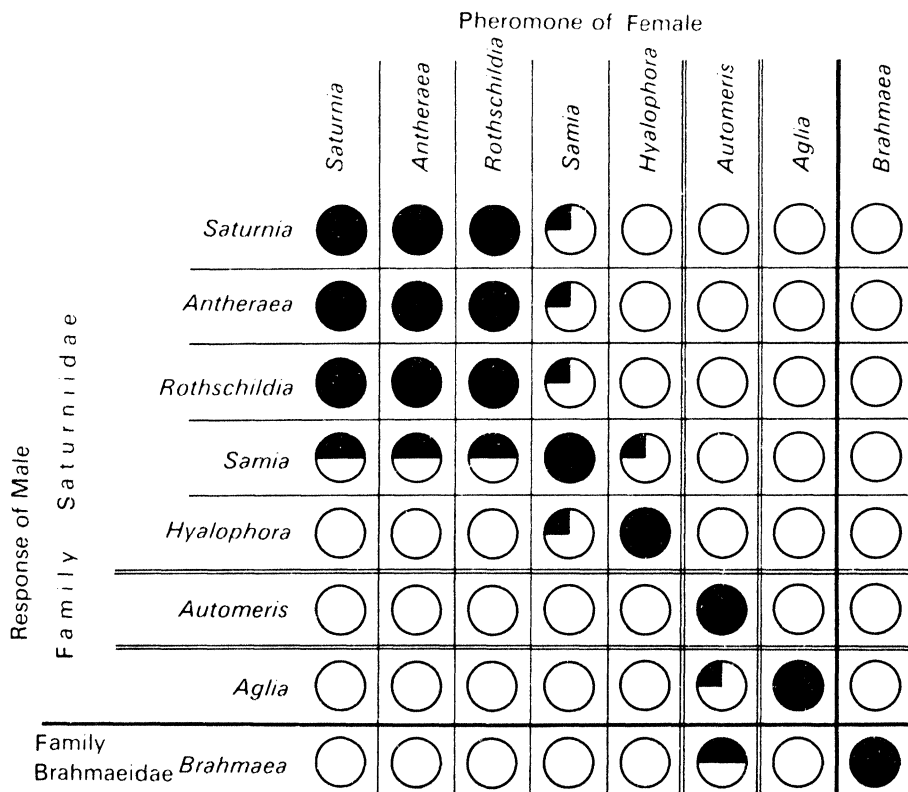 Pheromone of Female
Saturnia
Antheraea
Rothschildia
Samia
Hyalophora
Automeris
Aglia
Brahmaea
Response of Male
Family Saturniidae
Saturnia
Antheraea
Rothschildia
Samia
Hyalophora
Automeris
Aglia
Family
Brahmaeidae Brahmaea